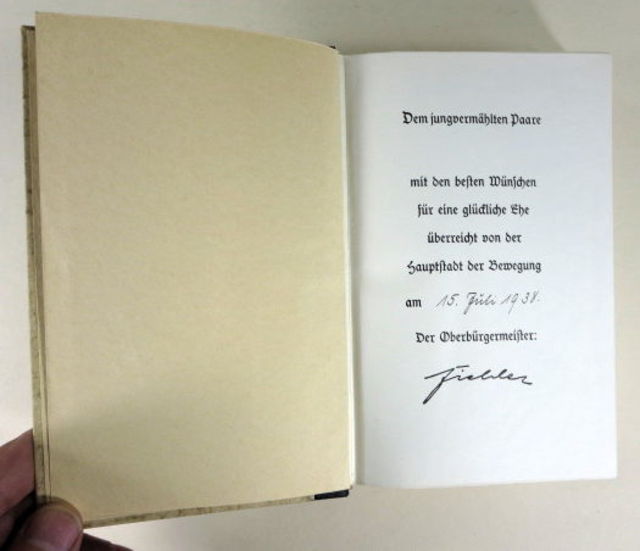 Dem jungvermählten Paare
mit den besten Wünschen
für eine glückliche Ehe
überreicht von der
Hauptstadt der Bewegung
am 15. Juli 1938.
Der Oberbürgermeister:
Fiehler